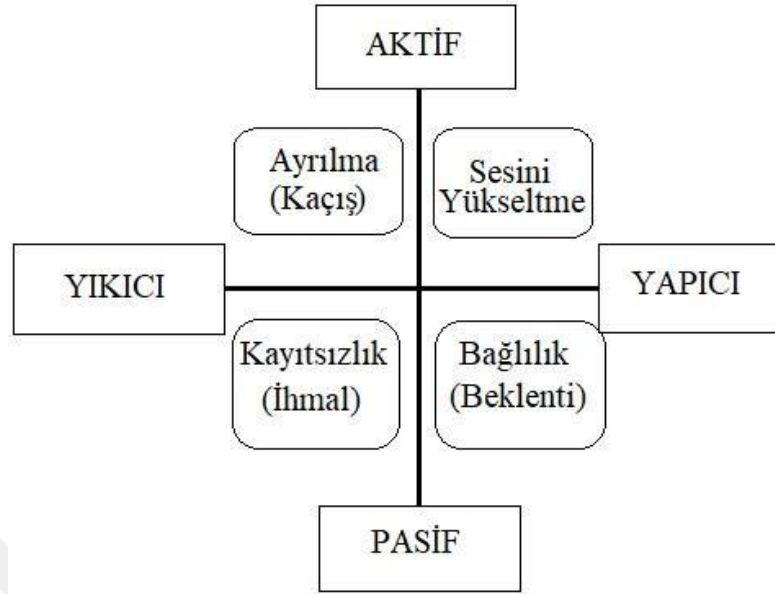 AKTİF
Ayrılma
(Kaçış)
Sesini
Yükseltme
YIKICI
YAPICI
Kayıtsızlık
(İhmal)
Bağlılık
(Beklenti)
PASİF